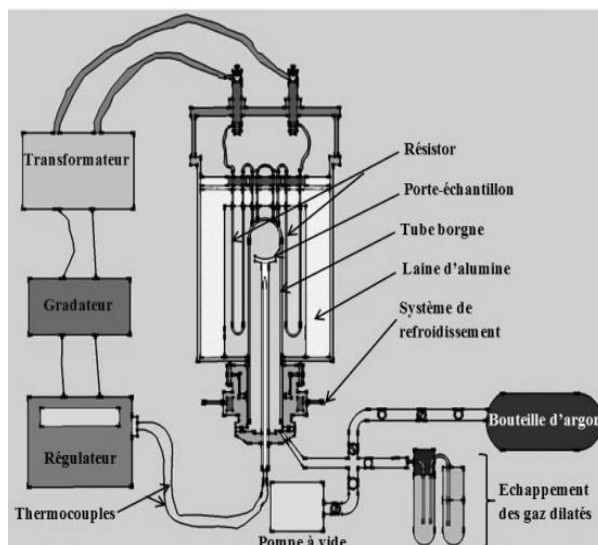 Transformateur
Gradateur
Régulateur
Thermocouples
Résistor
Porte-échantillon
Tube borgne
Laine d'alumine
Système de
refroidissement
Bouteille d'argon
Echappement
des gaz dilatés
Pompe à vide